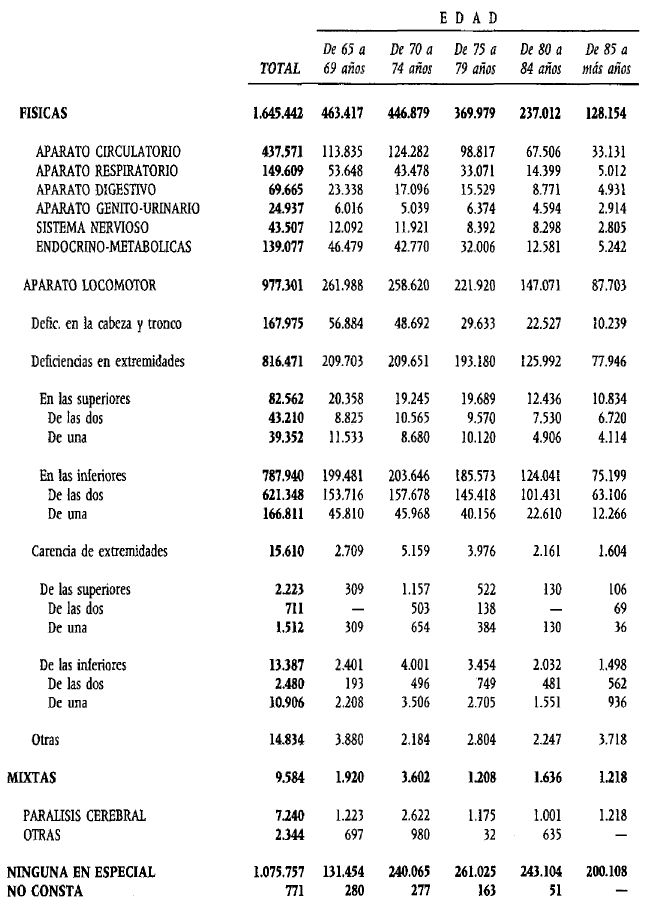 E D A D
De 65 a De 70 a De 75 a De 80 a De 85 a
TOTAL 69 años 74 años 79 años 84 años más años
FISICAS 1.645.442 463.417 446.879 369.979 237.012 128.154
APARATO CIRCULATORIO 437.571 113.835 124.282 98.817 67.506 33.131
APARATO RESPIRATORIO 149.609 53.648 43.478 33.071 14.399 5.012
APARATO DIGESTIVO 69.665 23.338 17.096 15.529 8.771 4.931
APARATO GENITO-URINARIO 24.937 6.016 5.039 6.374 4.594 2.914
SISTEMA NERVIOSO 43.507 12.092 11.921 8.392 8.298 2.805
ENDOCRINO-METABOLICAS 139.077 46.479 42.770 32.006 12.581 5.242
APARATO LOCOMOTOR 977.301 261.988 258.620 221.920 147.071 87.703
Defic. en la cabeza y tronco 167.975 56.884 48.692 29.633 22.527 10.239
Deficiencias en extremidades 816.471 209.703 209.651 193.180 125.992 77.946
En las superiores 82.562 20.358 19.245 19.689 12.436 10.834
De las dos 43.210 8.825 10.565 9.570 7.530 6.720
De una 39.352 11.533 8.680 10.120 4.906 4.114
En las inferiores 787.940 199.481 203.646 185.573 124.041 75.199
De las dos 621.348 153.716 157.678 145.418 101.431 63.106
De una 166.811 45.810 45.968 40.156 22.610 12.266
Carencia de extremidades 15.610 2.709 5.159 3.976 2.161 1.604
De las superiores 2.223 309 1.157 522 130 106
De las dos 711 — 503 138 — 69
De una 1.512 309 654 384 130 36
De las inferiores 13.387 2.401 4.001 3.454 2.032 1.498
De las dos 2.480 193 496 749 481 562
De una 10.906 2.208 3.506 2.705 1.551 936
Otras 14.834 3.880 2.184 2.804 2.247 3.718
MIXTAS 9.584 1.920 3.602 1.208 1.636 1.218
PARALISIS CEREBRAL 7.240 1.223 2.622 1.175 1.001 1.218
OTRAS 2.344 697 980 32 635 —
NINGUNA EN ESPECIAL 1.075.757 131.454 240.065 261.025 243.104 200.108
NO CONSTA 771 280 277 163 51 —